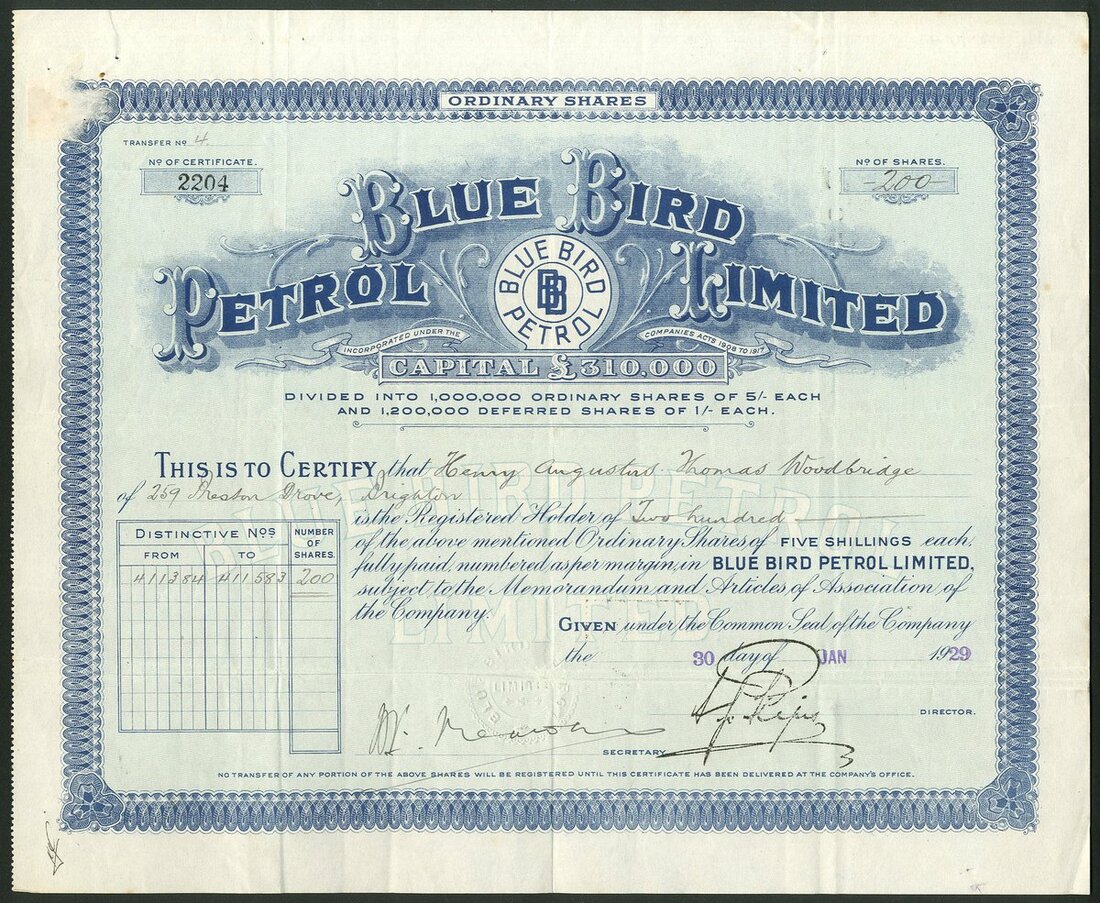 ORDINARY SHARES
TRANSFER No 4
No OF CERTIFICATE.
2204
No OF SHARES.
-200-
BLUE BIRD
PETROL LIMITED
BLUE BIRD
BB
PETROL
INCORPORATED UNDER THE COMPANIES ACTS 1908 TO 1917
CAPITAL £310,000
DIVIDED INTO 1,000,000 ORDINARY SHARES OF 5/- EACH
AND 1,200,000 DEFERRED SHARES OF 1/- EACH.
THIS IS TO CERTIFY that Henry Augustus Thomas Woodbridge
of 259 Preston Drove, Brighton
is the Registered Holder of Two hundred
of the above mentioned Ordinary Shares of FIVE SHILLINGS each,
fully paid, numbered as per margin, in BLUE BIRD PETROL LIMITED,
subject to the Memorandum and Articles of Association of
the Company.
DISTINCTIVE Nos
NUMBER OF SHARES.
FROM TO
411384 411583 200
BLUE BIRD PETROL
LIMITED
GIVEN under the Common Seal of the Company
the 30 day of JAN 1929
DIRECTOR.
SECRETARY
NO TRANSFER OF ANY PORTION OF THE ABOVE SHARES WILL BE REGISTERED UNTIL THIS CERTIFICATE HAS BEEN DELIVERED AT THE COMPANY'S OFFICE.